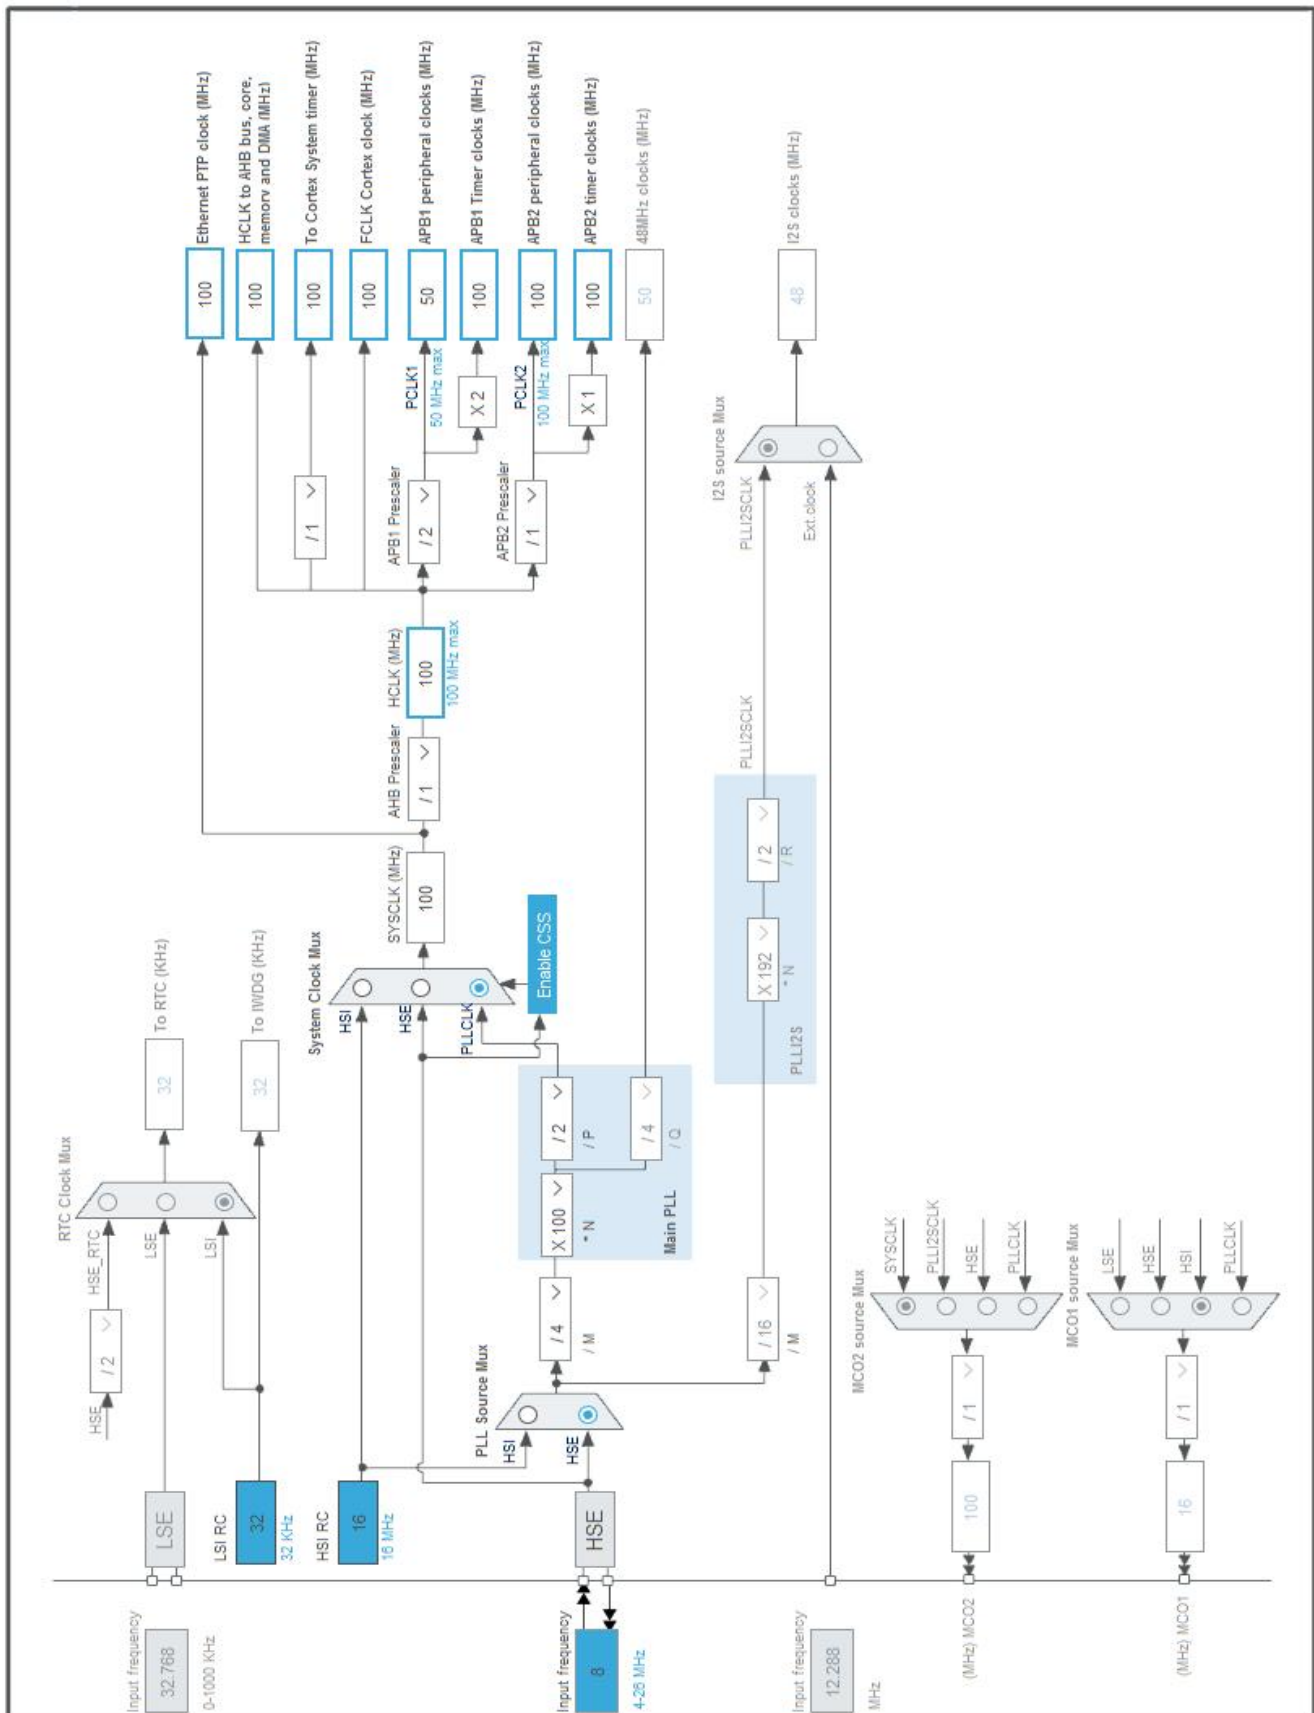 Input frequency
32.768
0-1000 KHz
LSE
HSE
/ 2
HSE_RTC
LSE
LSI
RTC Clock Mux
32
To RTC (KHz)
LSI RC
32
32 KHz
32
To IWDG (KHz)
HSI RC
16
16 MHz
Input frequency
8
4-26 MHz
HSE
PLL Source Mux
HSI
HSE
/ 4
/ M
X 100
* N
/ 2
/ P
/ 4
/ Q
Main PLL
System Clock Mux
HSI
HSE
PLLCLK
Enable CSS
SYSCLK (MHz)
100
AHB Prescaler
/ 1
HCLK (MHz)
100
100 MHz max
100
Ethernet PTP clock (MHz)
100
HCLK to AHB bus, core,
memory and DMA (MHz)
/ 1
100
To Cortex System timer (MHz)
100
FCLK Cortex clock (MHz)
APB1 Prescaler
/ 2
PCLK1
50 MHz max
50
APB1 peripheral clocks (MHz)
X 2
100
APB1 Timer clocks (MHz)
APB2 Prescaler
/ 1
PCLK2
100 MHz max
100
APB2 peripheral clocks (MHz)
X 1
100
APB2 timer clocks (MHz)
50
48MHz clocks (MHz)
/ 16
/ M
PLLI2S
X 192
* N
/ 2
/ R
PLLI2SCLK
PLLI2SCLK
I2S source Mux
Ext.clock
48
I2S clocks (MHz)
Input frequency
12.288
MHz
MCO2 source Mux
SYSCLK
PLLI2SCLK
HSE
PLLCLK
/ 1
100
(MHz) MCO2
MCO1 source Mux
LSE
HSE
HSI
PLLCLK
/ 1
16
(MHz) MCO1